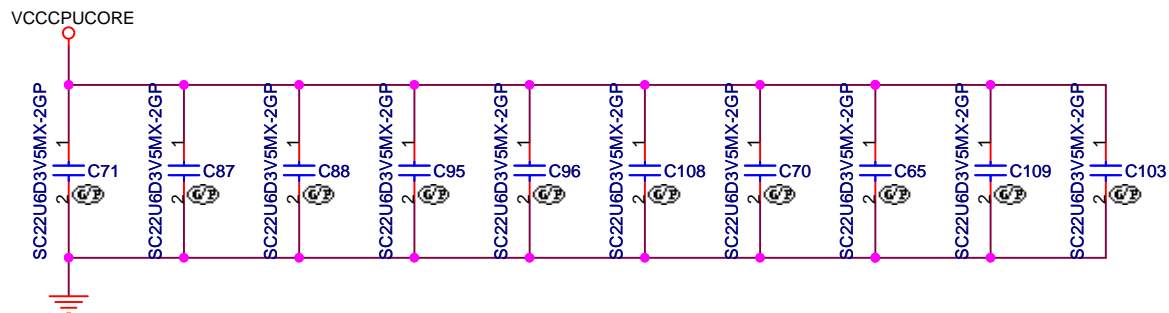 VCCCPUCORE
SC22U6D3V5MX-2GP
1
2
C71
G/P
SC22U6D3V5MX-2GP
1
2
C87
G/P
SC22U6D3V5MX-2GP
1
2
C88
G/P
SC22U6D3V5MX-2GP
1
2
C95
G/P
SC22U6D3V5MX-2GP
1
2
C96
G/P
SC22U6D3V5MX-2GP
1
2
C108
G/P
SC22U6D3V5MX-2GP
1
2
C70
G/P
SC22U6D3V5MX-2GP
1
2
C65
G/P
SC22U6D3V5MX-2GP
1
2
C109
G/P
SC22U6D3V5MX-2GP
1
2
C103
G/P